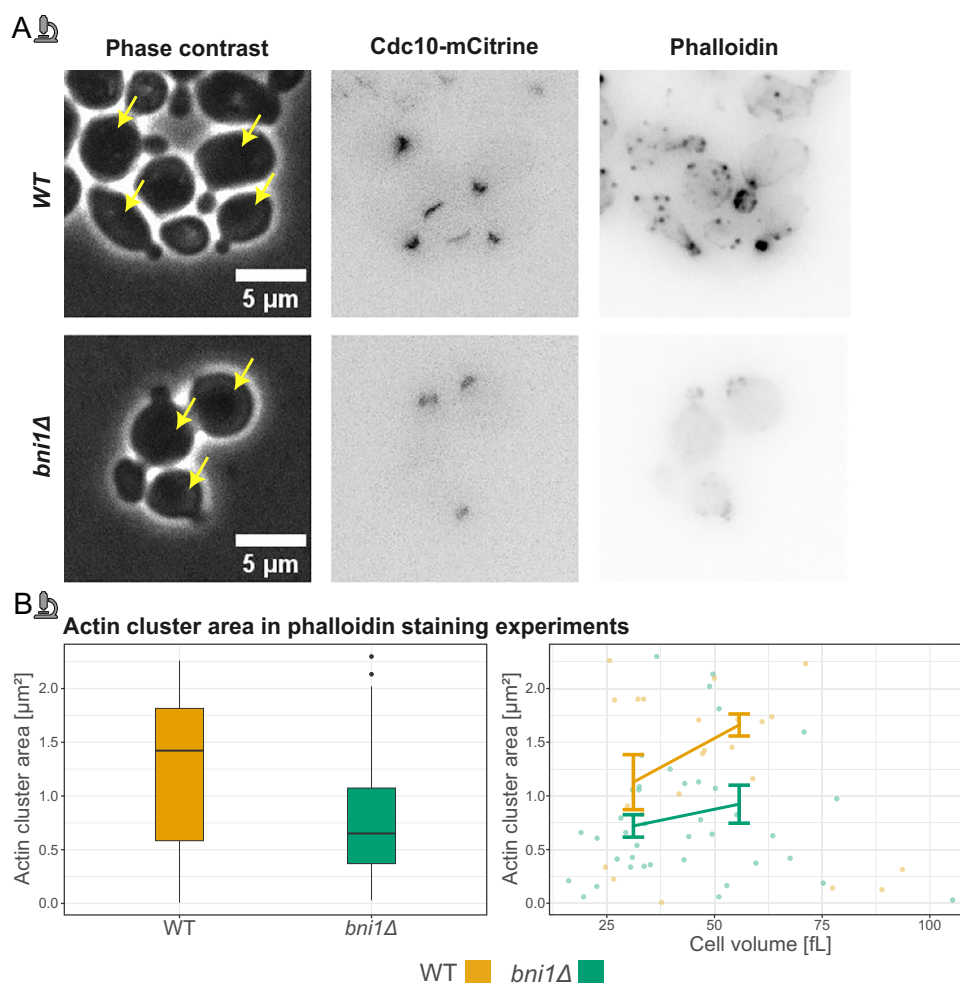 A
Phase contrast
Cdc10-mCitrine
Phalloidin
WT
5 µm
bni1Δ
5 µm
B
Actin cluster area in phalloidin staining experiments
Actin cluster area [µm²]
2.0
1.5
1.0
0.5
0.0
WT
bni1Δ
Actin cluster area [µm²]
2.0
1.5
1.0
0.5
0.0
25
50
75
100
Cell volume [fL]
WT
bni1Δ